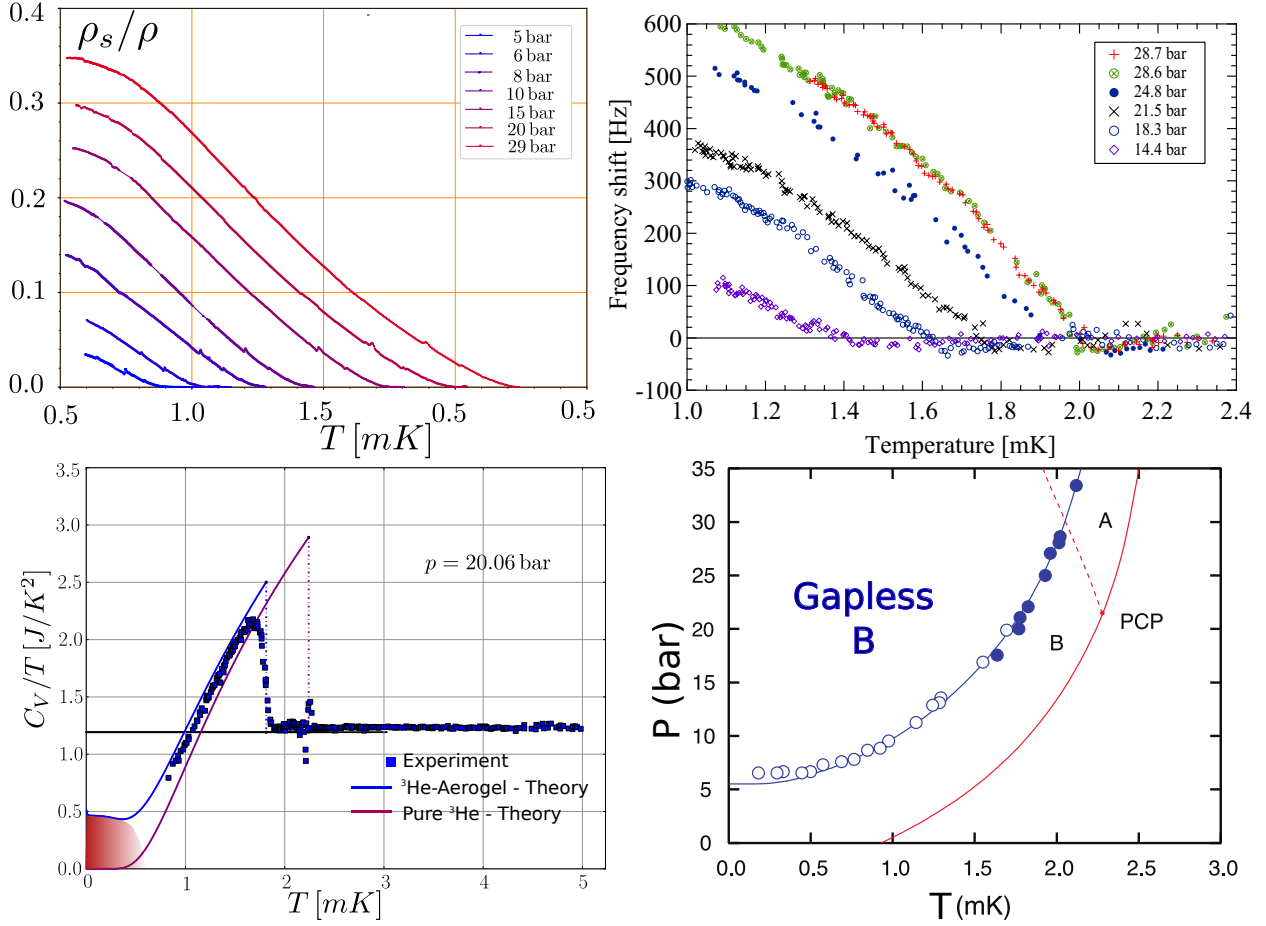 ρs/ρ
5 bar
6 bar
8 bar
10 bar
15 bar
20 bar
29 bar
0.4
0.3
0.2
0.1
0.0
0.5 1.0 1.5 0.5 0.5
T [mK]
600
500
400
300
200
100
0
-100
Frequency shift [Hz]
28.7 bar
28.6 bar
24.8 bar
21.5 bar
18.3 bar
14.4 bar
1.0 1.2 1.4 1.6 1.8 2.0 2.2 2.4
Temperature [mK]
3.5
3.0
2.5
2.0
1.5
1.0
0.5
0.0
C_V/T [J/K²]
p = 20.06 bar
Experiment
³He-Aerogel - Theory
Pure ³He - Theory
0 1 2 3 4 5
T [mK]
35
30
25
20
15
10
5
0
P (bar)
Gapless
B
A
B
PCP
0.0 0.5 1.0 1.5 2.0 2.5 3.0
T (mK)